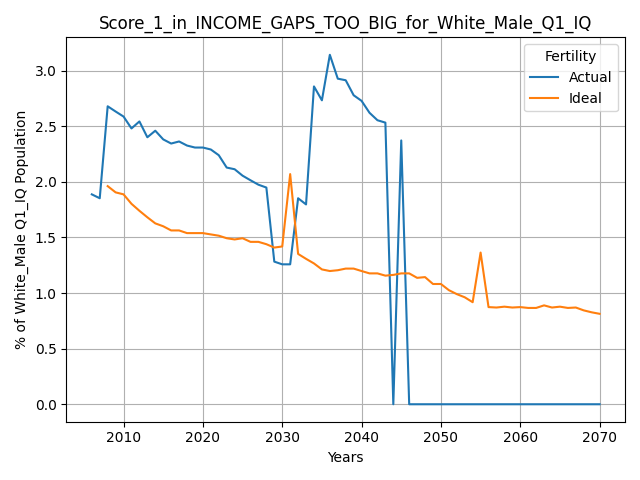 Score_1_in_INCOME_GAPS_TOO_BIG_for_White_Male_Q1_IQ
Fertility
Actual
Ideal
% of White_Male Q1_IQ Population
3.0
2.5
2.0
1.5
1.0
0.5
0.0
2010 2020 2030 2040 2050 2060 2070
Years